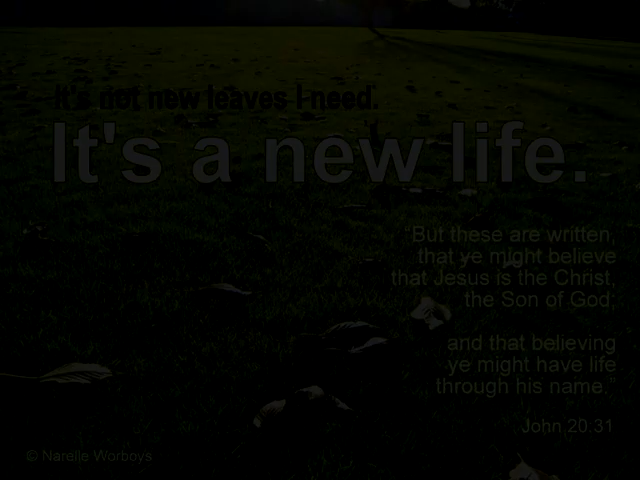 It's not new leaves I need.
It's a new life.
"But these are written,
that ye might believe
that Jesus is the Christ,
the Son of God;
and that believing
ye might have life
through his name."
John 20:31
© Narelle Worboys